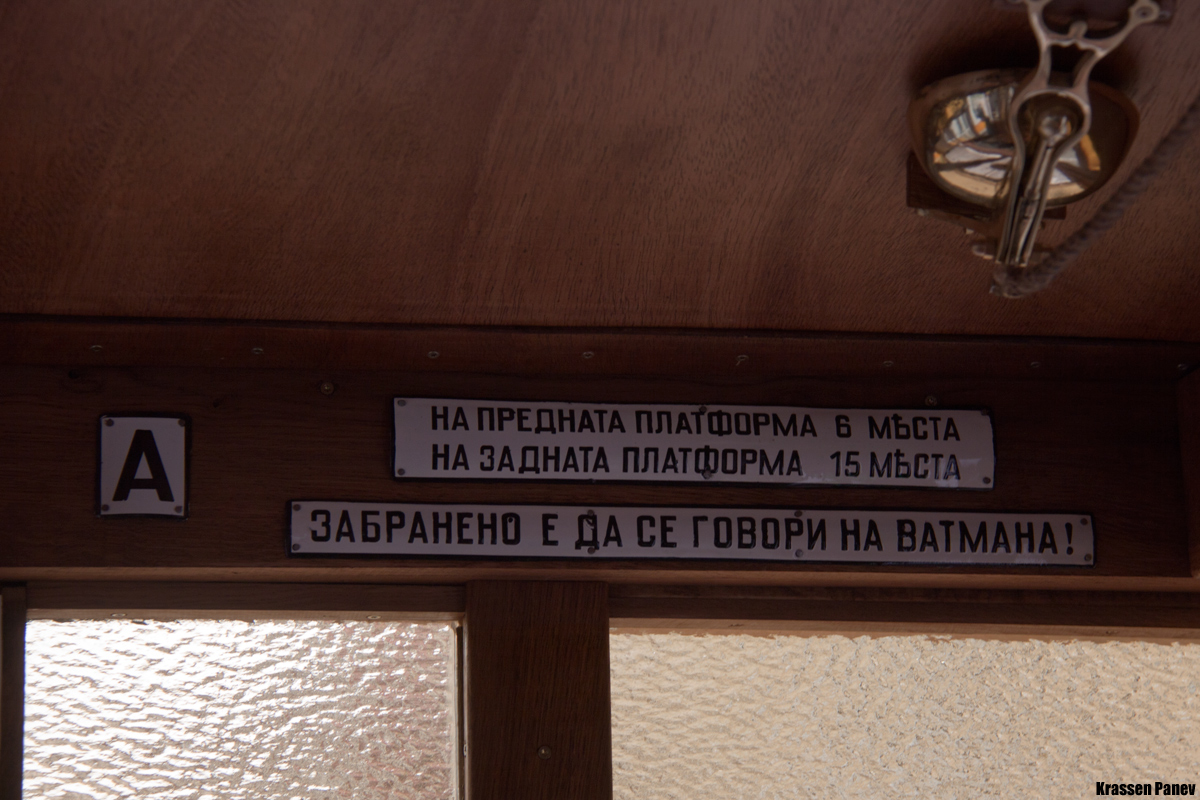 НА ПРЕДНАТА ПЛАТФОРМА 6 МѢСТА
НА ЗАДНАТА ПЛАТФОРМА 15 МѢСТА
А
ЗАБРАНЕНО Е ДА СЕ ГОВОРИ НА ВАТМАНА!
Krassen Panev